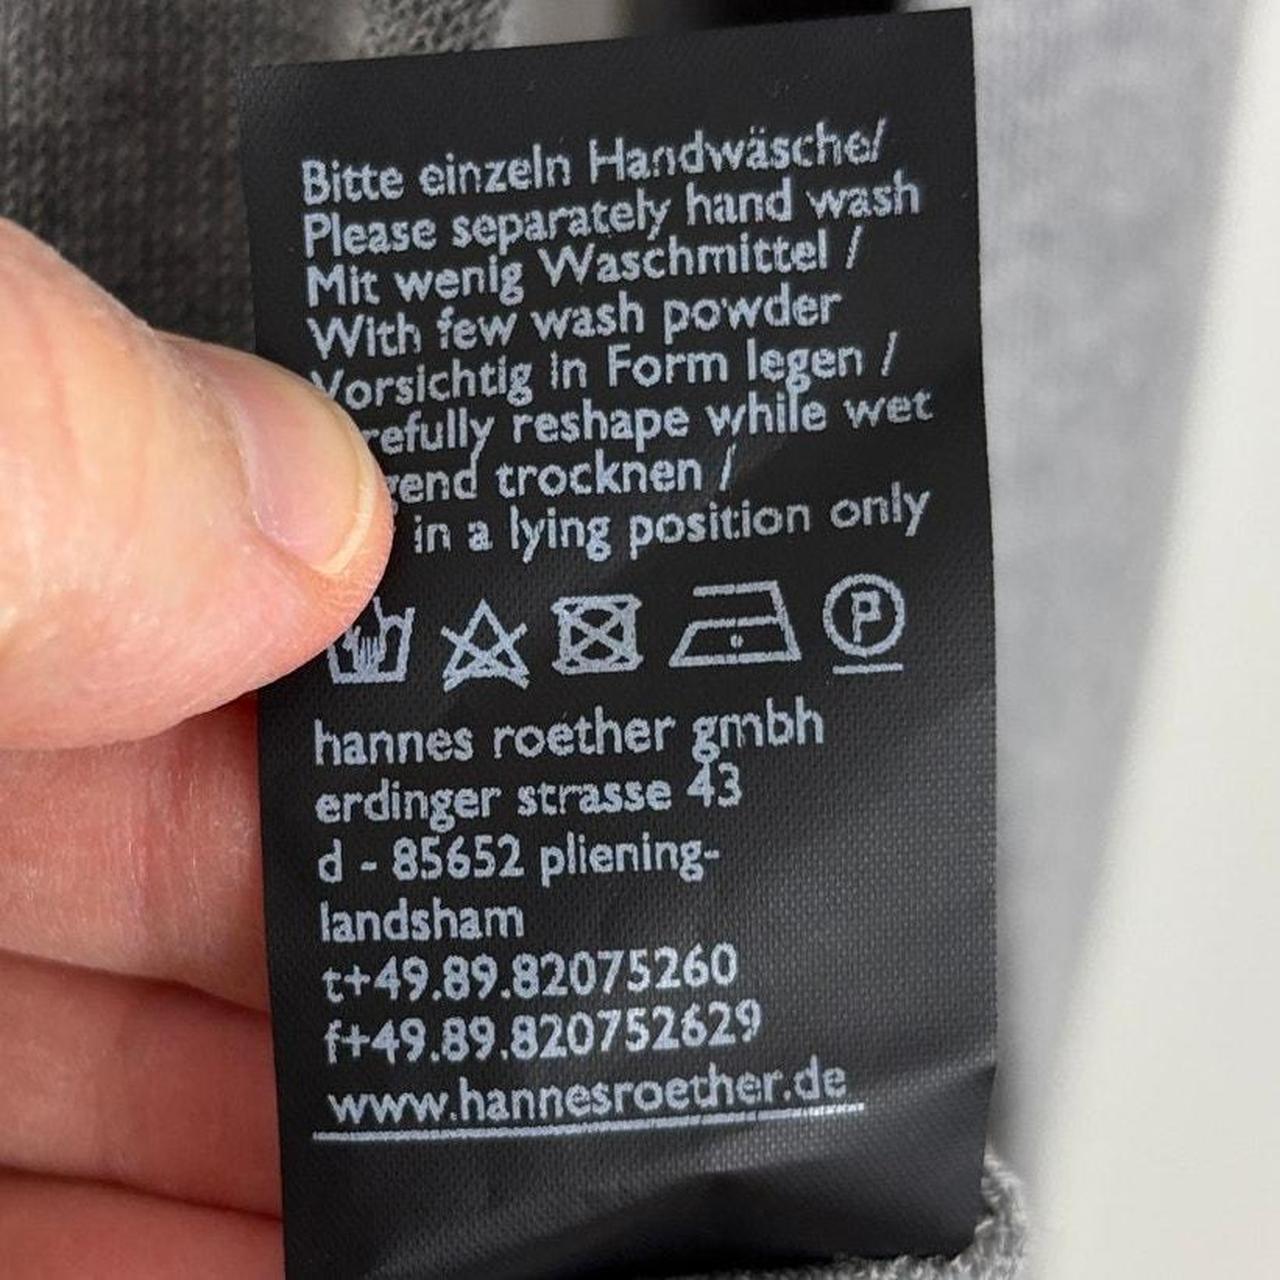 Bitte einzeln Handwäsche/
Please separately hand wash
Mit wenig Waschmittel /
With few wash powder
Vorsichtig in Form legen /
refully reshape while wet
gend trocknen /
in a lying position only
P
hannes roether gmbh
erdinger strasse 43
d - 85652 pliening-
landsham
t+49.89.82075260
f+49.89.820752629
www.hannesroether.de